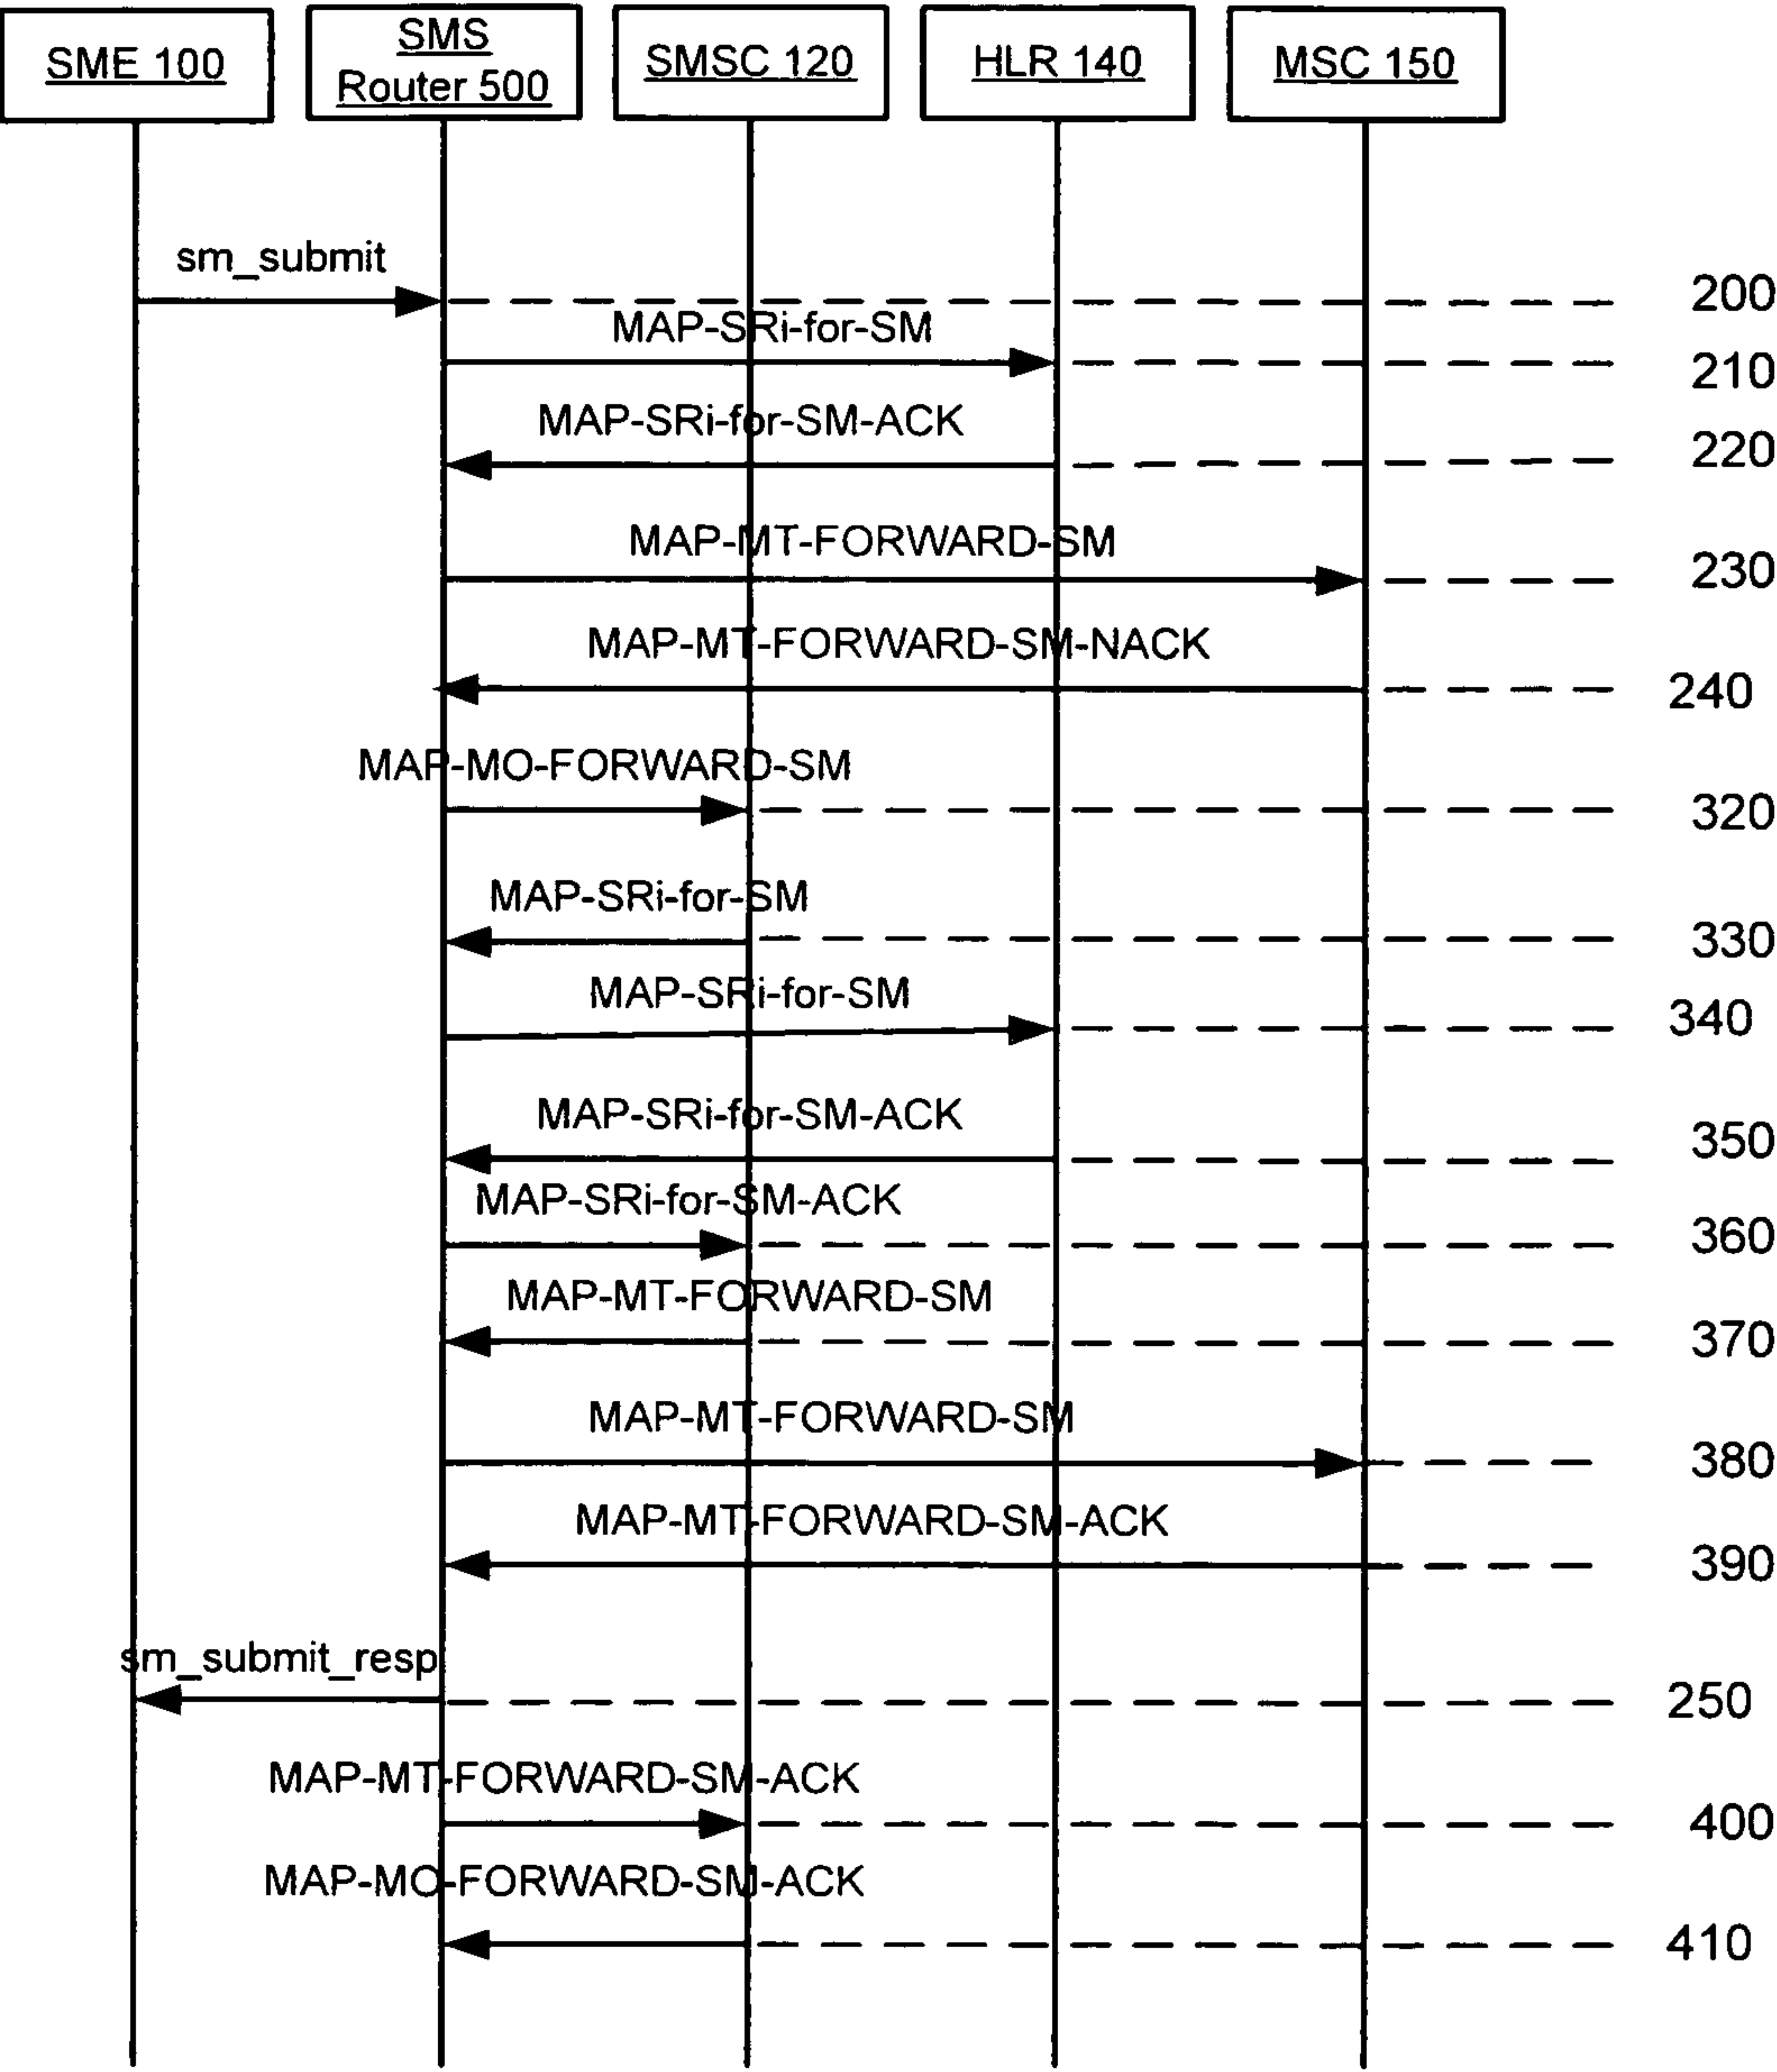 SME 100
SMS
Router 500
SMSC 120
HLR 140
MSC 150
sm_submit
200
MAP-SRi-for-SM
210
MAP-SRi-for-SM-ACK
220
MAP-MT-FORWARD-SM
230
MAP-MT-FORWARD-SM-NACK
240
MAP-MO-FORWARD-SM
320
MAP-SRi-for-SM
330
MAP-SRi-for-SM
340
MAP-SRi-for-SM-ACK
350
MAP-SRi-for-SM-ACK
360
MAP-MT-FORWARD-SM
370
MAP-MT-FORWARD-SM
380
MAP-MT-FORWARD-SM-ACK
390
sm_submit_resp
250
MAP-MT-FORWARD-SM-ACK
400
MAP-MO-FORWARD-SM-ACK
410